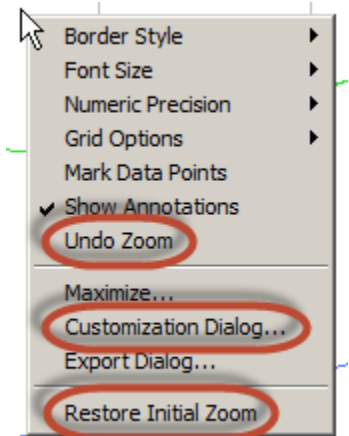 Border Style
Font Size
Numeric Precision
Grid Options
Mark Data Points
Show Annotations
Undo Zoom
Maximize...
Customization Dialog...
Export Dialog...
Restore Initial Zoom